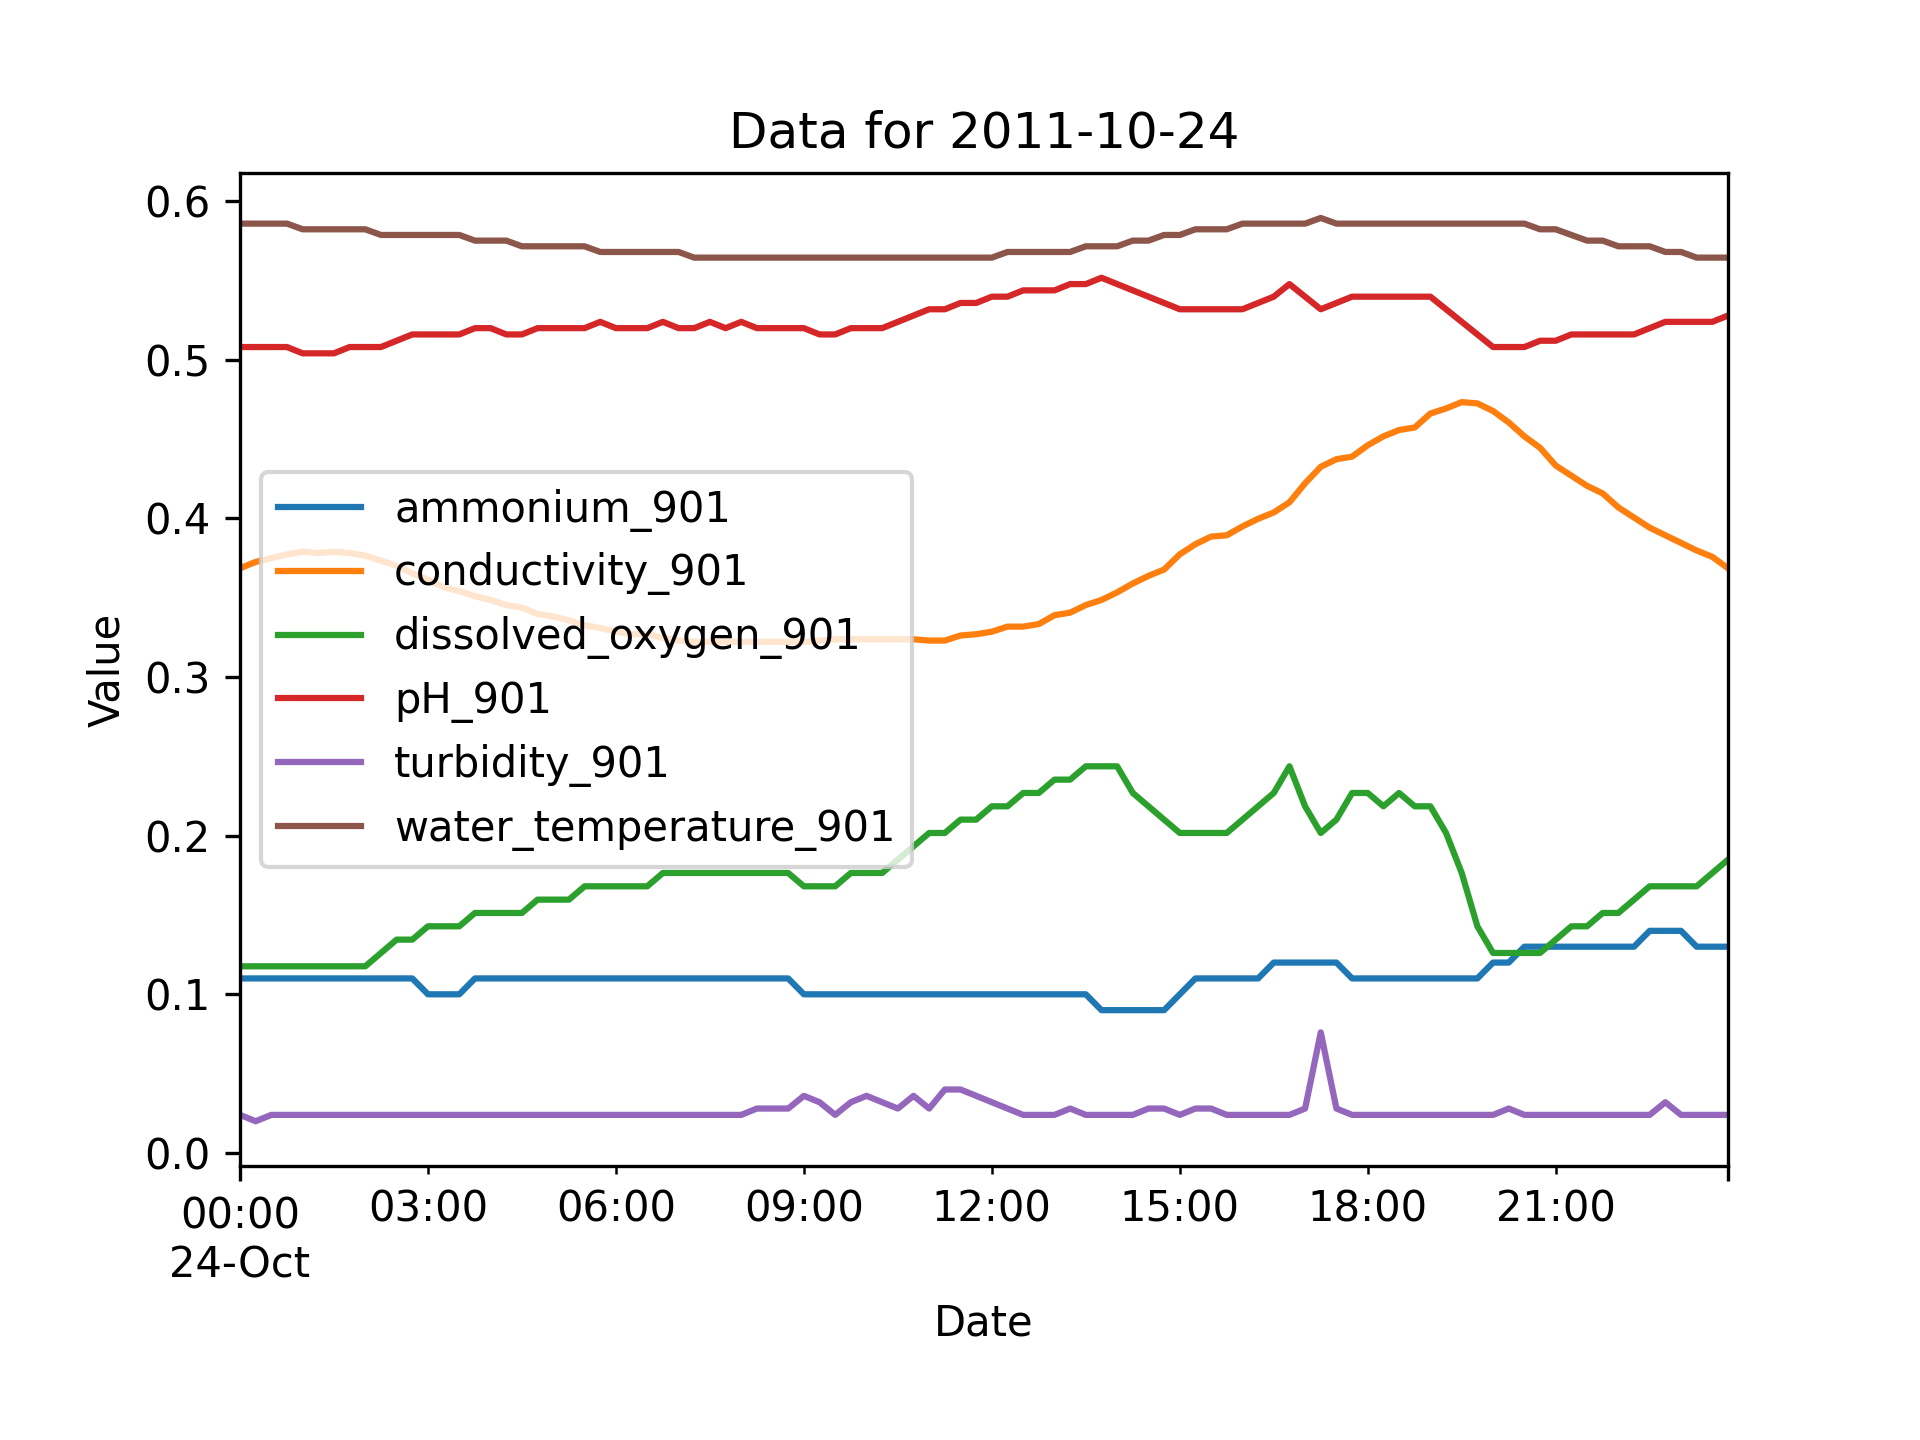 Data for 2011-10-24
0.6
0.5
0.4
0.3
0.2
0.1
0.0
Value
ammonium_901
conductivity_901
dissolved_oxygen_901
pH_901
turbidity_901
water_temperature_901
00:00 03:00 06:00 09:00 12:00 15:00 18:00 21:00
24-Oct
Date